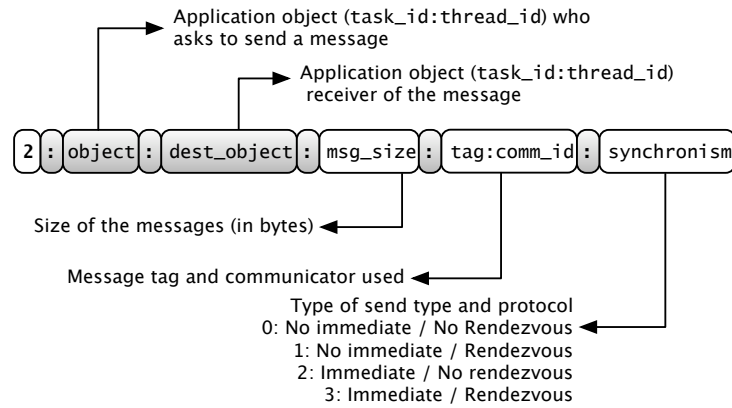 Application object (task_id:thread_id) who
asks to send a message
Application object (task_id:thread_id)
receiver of the message
2:object:dest_object:msg_size:tag:comm_id:synchronism
Size of the messages (in bytes)
Message tag and communicator used
Type of send type and protocol
0: No immediate / No Rendezvous
1: No immediate / Rendezvous
2: Immediate / No rendezvous
3: Immediate / Rendezvous